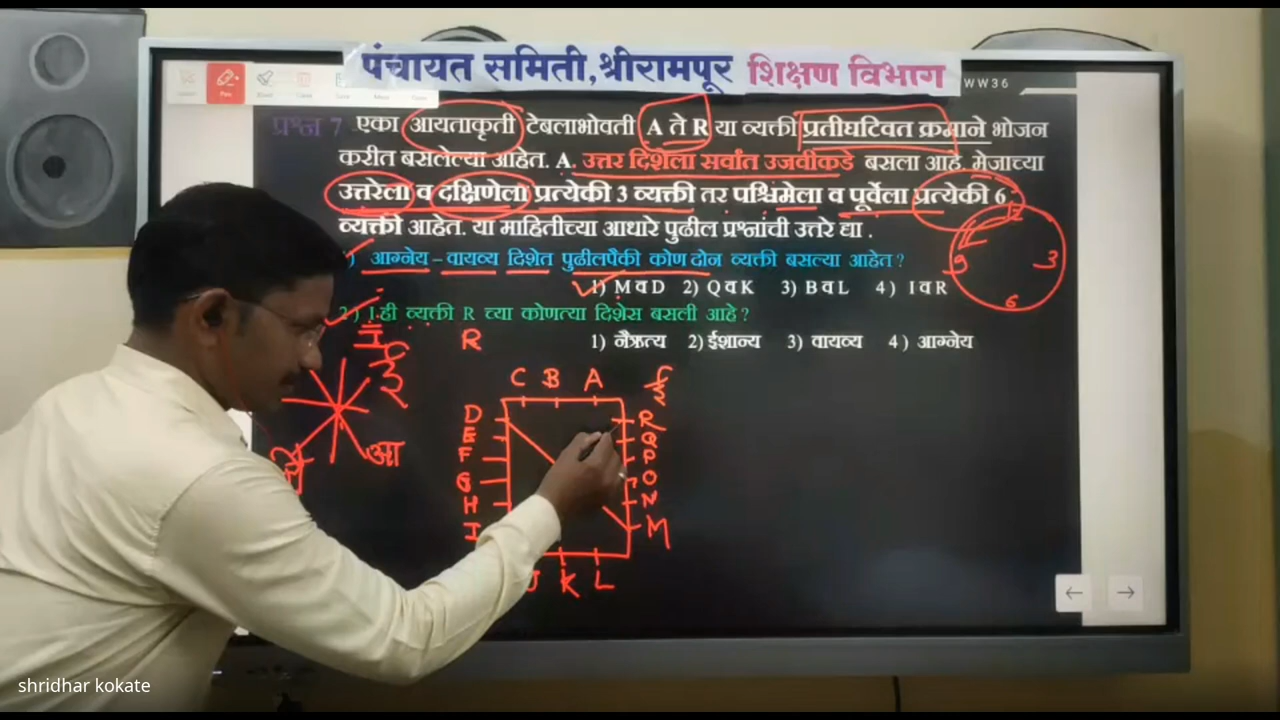 पंचायत समिती,श्रीरामपूर शिक्षण विभाग
WW36
प्रश्न 7 एका आयताकृती टेबलाभोवती A ते R या व्यक्ती प्रतीघटिवत क्रमाने भोजन
करीत बसलेल्या आहेत. A. उत्तर दिशेला सर्वांत उजवीकडे बसला आहे. मेजाच्या
उत्तरेला व दक्षिणेला प्रत्येकी 3 व्यक्ती तर पश्चिमेला व पूर्वेला प्रत्येकी 6
व्यक्ती आहेत. या माहितीच्या आधारे पुढील प्रश्नांची उत्तरे द्या .
) आग्नेय – वायव्य दिशेत पुढीलपैकी कोण दोन व्यक्ती बसल्या आहेत?
1) M व D 2) Q व K 3) B व L 4) I व R
2) I ही व्यक्ती R च्या कोणत्या दिशेस बसली आहे?
1) नैऋत्य 2) ईशान्य 3) वायव्य 4) आग्नेय
12
9 3
6
I R
ई
आ
C B A ई
D R
E Q
F P
G O
H N
I M
J K L
shridhar kokate